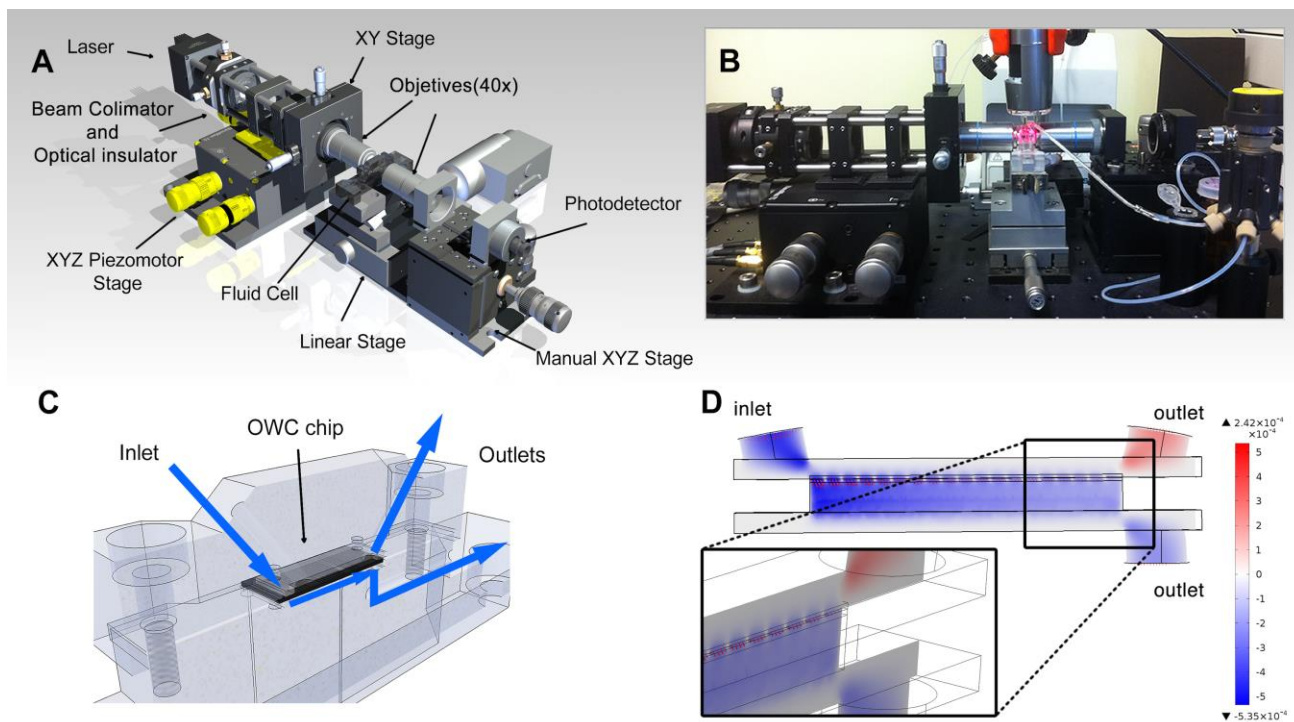 A
Laser
XY Stage
Objetives(40x)
Beam Colimator
and
Optical insulator
Photodetector
XYZ Piezomotor
Stage
Fluid Cell
Linear Stage
Manual XYZ Stage
B
C
OWC chip
Inlet
Outlets
D
inlet
outlet
outlet
▲ 2.42×10⁻⁴
×10⁻⁴
5
4
3
2
1
0
-1
-2
-3
-4
-5
▼ -5.35×10⁻⁴